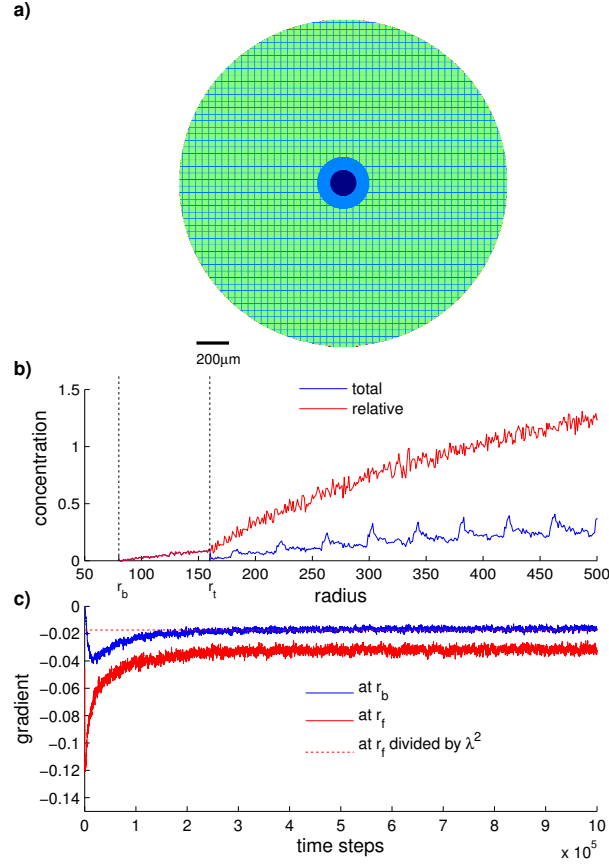 a)
200μm
b)
1.5
1
0.5
0
concentration
total
relative
50 100 150 200 250 300 350 400 450 500
r_b r_t radius
c)
0
−0.02
−0.04
−0.06
−0.08
−0.1
−0.12
−0.14
gradient
at r_b
at r_f
at r_f divided by λ^2
0 1 2 3 4 5 6 7 8 9 10
time steps
x 10^5